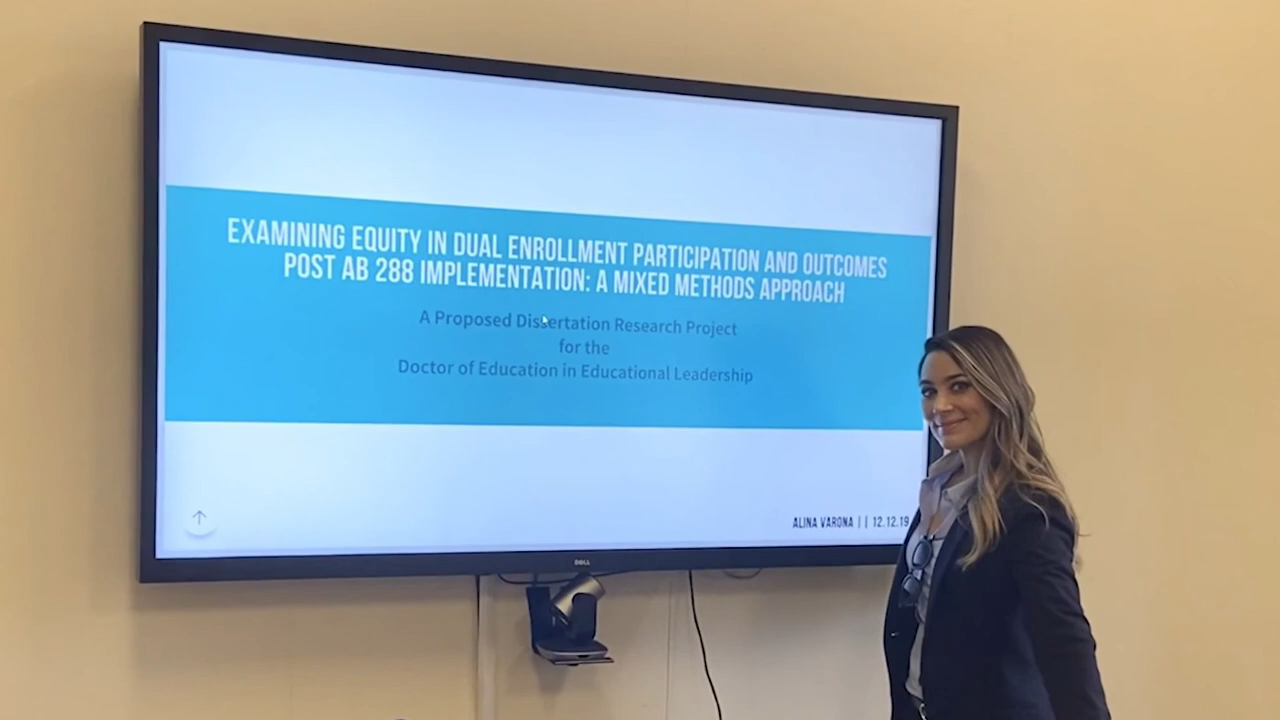 EXAMINING EQUITY IN DUAL ENROLLMENT PARTICIPATION AND OUTCOMES
POST AB 288 IMPLEMENTATION: A MIXED METHODS APPROACH
A Proposed Dissertation Research Project
for the
Doctor of Education in Educational Leadership
ALINA VARONA || 12.12.19
DELL